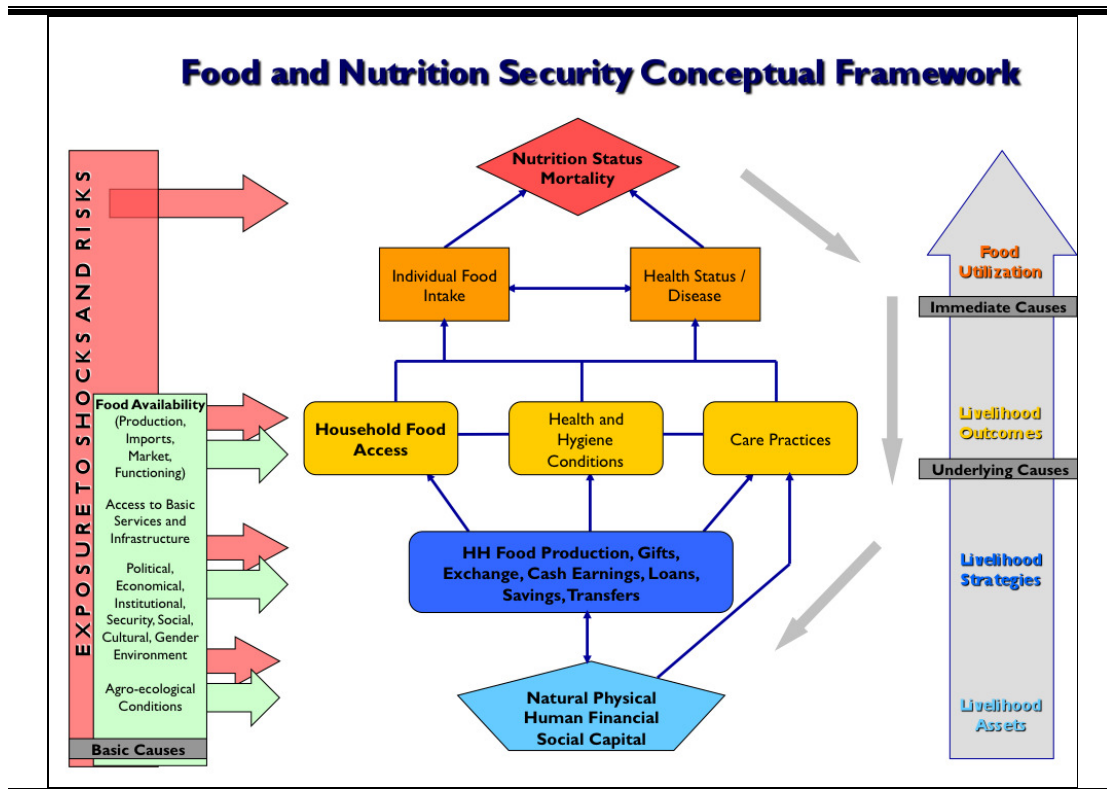 Food and Nutrition Security Conceptual Framework
EXPOSURE TO SHOCKS AND RISKS
Food Availability
(Production,
Imports,
Market,
Functioning)
Access to Basic
Services and
Infrastructure
Political,
Economical,
Institutional,
Security, Social,
Cultural, Gender
Environment
Agro-ecological
Conditions
Basic Causes
Nutrition Status
Mortality
Individual Food
Intake
Health Status /
Disease
Household Food
Access
Health and
Hygiene
Conditions
Care Practices
HH Food Production, Gifts,
Exchange, Cash Earnings, Loans,
Savings, Transfers
Natural Physical
Human Financial
Social Capital
Food
Utilization
Immediate Causes
Livelihood
Outcomes
Underlying Causes
Livelihood
Strategies
Livelihood
Assets